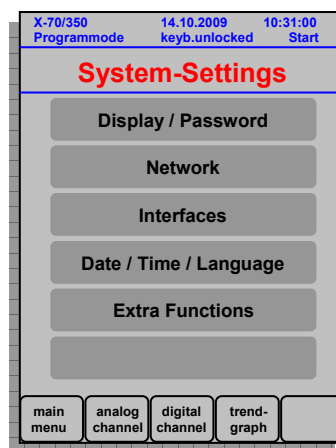 X-70/350 14.10.2009 10:31:00
Programmode keyb.unlocked Start
System-Settings
Display / Password
Network
Interfaces
Date / Time / Language
Extra Functions
main analog digital trend-
menu channel channel graph